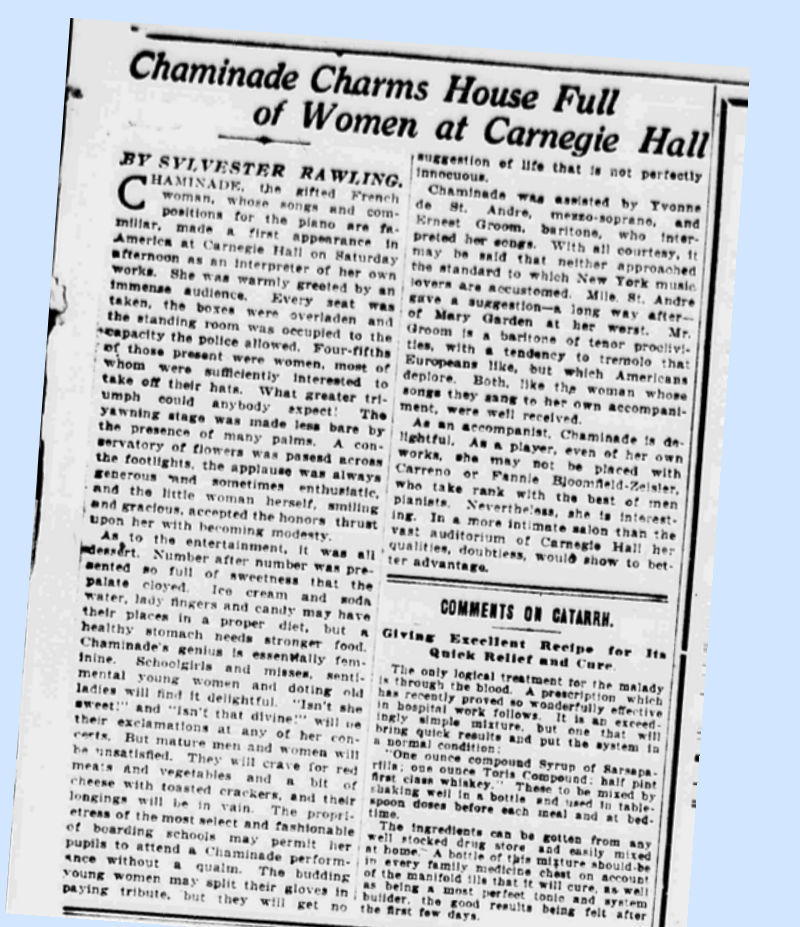 Chaminade Charms House Full
of Women at Carnegie Hall
BY SYLVESTER RAWLING.
CHAMINADE, the gifted French
woman, whose songs and com-
positions for the piano are fa-
miliar, made a first appearance in
America at Carnegie Hall on Saturday
afternoon as an interpreter of her own
works. She was warmly greeted by an
immense audience. Every seat was
taken, the boxes were overladen and
the standing room was occupied to the
capacity the police allowed. Four-fifths
of those present were women, most of
whom were sufficiently interested to
take off their hats. What greater tri-
umph could anybody expect! The
yawning stage was made less bare by
the presence of many palms. A con-
servatory of flowers was pasesd across
the footlights, the applause was always
generous and sometimes enthusiatic,
and the little woman herself, smiling
and gracious, accepted the honors thrust
upon her with becoming modesty.
As to the entertainment, it was all
dessert. Number after number was pre-
sented so full of sweetness that the
palate cloyed. Ice cream and soda
water, lady fingers and candy may have
their places in a proper diet, but a
healthy stomach needs stronger food.
Chaminade's genius is essentially fem-
inine. Schoolgirls and misses, senti-
mental young women and doting old
ladies will find it delightful. "Isn't she
sweet!" and "Isn't that divine!" will be
their exclamations at any of her con-
certs. But mature men and women will
be unsatisfied. They will crave for red
meats and vegetables and a bit of
cheese with toasted crackers, and their
longings will be in vain. The propri-
etress of the most select and fashionable
of boarding schools may permit her
pupils to attend a Chaminade perform-
ance without a qualm. The budding
young women may split their gloves in
paying tribute, but they will get no
suggestion of life that is not perfectly
innocuous.
Chaminade was assisted by Yvonne
de St. Andre, mezzo-soprano, and
Ernest Groom, baritone, who inter-
preted her songs. With all courtesy, it
may be said that neither approached
the standard to which New York music
lovers are accustomed. Mlle. St. Andre
gave a suggestion—a long way after—
of Mary Garden at her worst. Mr.
Groom is a baritone of tenor proclivi-
ties, with a tendency to tremolo that
Europeans like, but which Americans
deplore. Both, like the woman whose
songs they sang to her own accompani-
ment, were well received.
As an accompanist, Chaminade is de-
lightful. As a player, even of her own
works, she may not be placed with
Carreno or Fannie Bloomfield-Zeisler,
who take rank with the best of men
pianists. Nevertheless, she is interest-
ing. In a more intimate salon than the
vast auditorium of Carnegie Hall her
qualities, doubtless, would show to bet-
ter advantage.
COMMENTS ON CATARRH.
Giving Excellent Recipe for Its
Quick Relief and Cure.
The only logical treatment for the malady
is through the blood. A prescription which
has recently proved so wonderfully effective
in hospital work follows. It is an exceed-
ingly simple mixture, but one that will
bring quick results and put the system in
a normal condition:
"One ounce compound Syrup of Sarsapa-
rilla; one ounce Toris Compound; half pint
first class whiskey." These to be mixed by
shaking well in a bottle and used in table-
spoon doses before each meal and at bed-
time.
The ingredients can be gotten from any
well stocked drug store and easily mixed
at home. A bottle of this mixture should be
in every family medicine chest on account
of the manifold ills that it will cure, as well
as being a most perfect tonic and system
builder, the good results being felt after
the first few days.